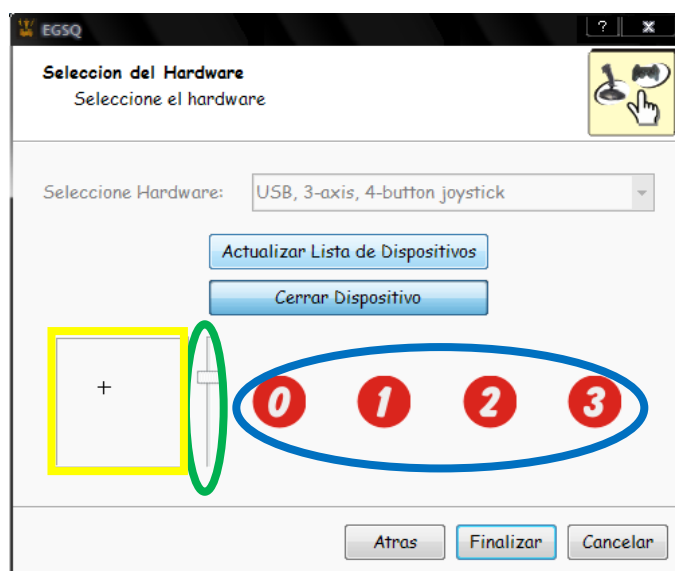 EGSQ
Seleccion del Hardware
Seleccione el hardware
Seleccione Hardware: USB, 3-axis, 4-button joystick
Actualizar Lista de Dispositivos
Cerrar Dispositivo
0 1 2 3
Atras Finalizar Cancelar